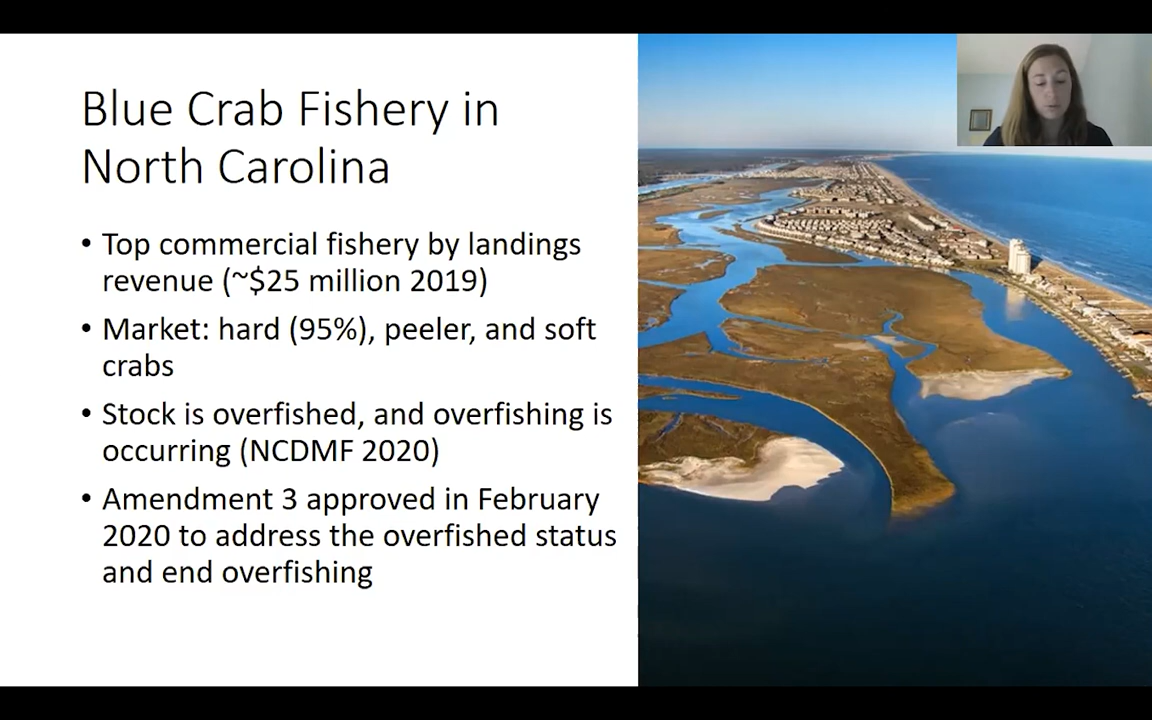 Blue Crab Fishery in
North Carolina
• Top commercial fishery by landings
revenue (~$25 million 2019)
• Market: hard (95%), peeler, and soft
crabs
• Stock is overfished, and overfishing is
occurring (NCDMF 2020)
• Amendment 3 approved in February
2020 to address the overfished status
and end overfishing